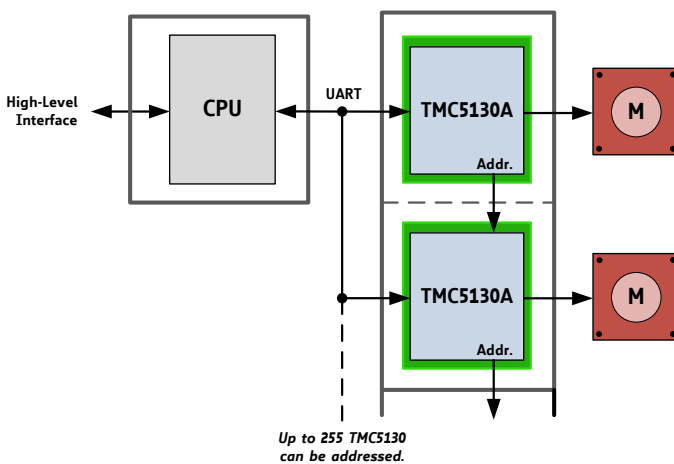 High-Level
Interface
CPU
UART
TMC5130A
Addr.
M
TMC5130A
Addr.
M
Up to 255 TMC5130
can be addressed.